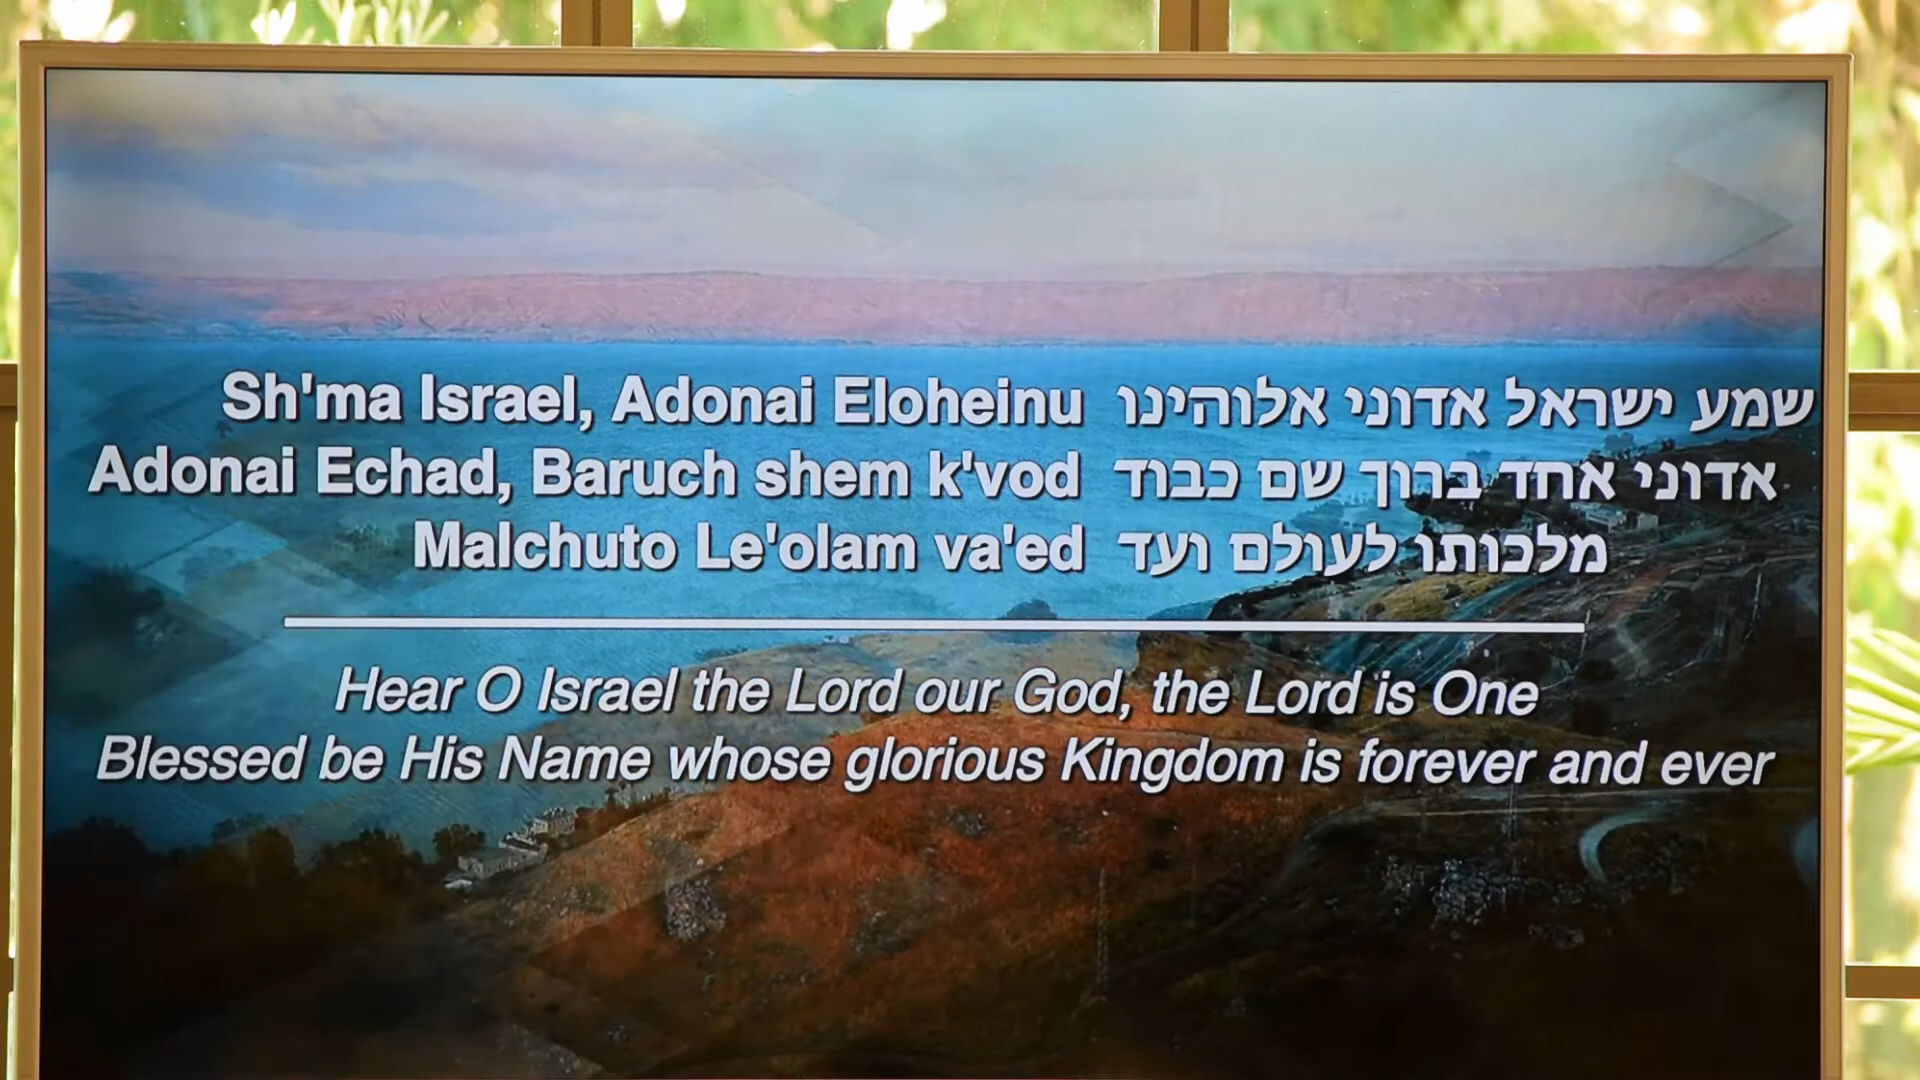 Sh'ma Israel, Adonai Eloheinu שמע ישראל אדוני אלוהינו
Adonai Echad, Baruch shem k'vod אדוני אחד ברוך שם כבוד
Malchuto Le'olam va'ed מלכותו לעולם ועד
Hear O Israel the Lord our God, the Lord is One
Blessed be His Name whose glorious Kingdom is forever and ever